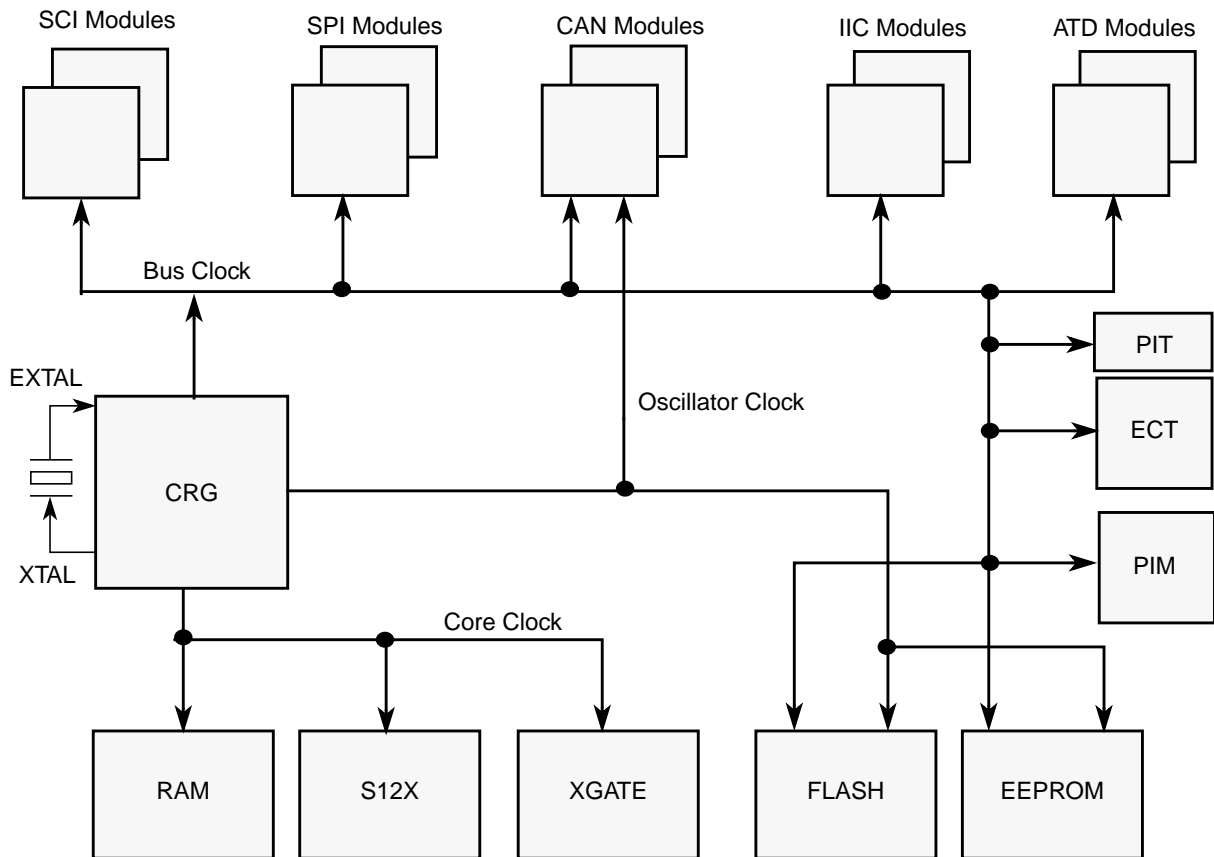 SCI Modules
SPI Modules
CAN Modules
IIC Modules
ATD Modules
Bus Clock
PIT
EXTAL
Oscillator Clock
ECT
CRG
XTAL
PIM
Core Clock
RAM
S12X
XGATE
FLASH
EEPROM